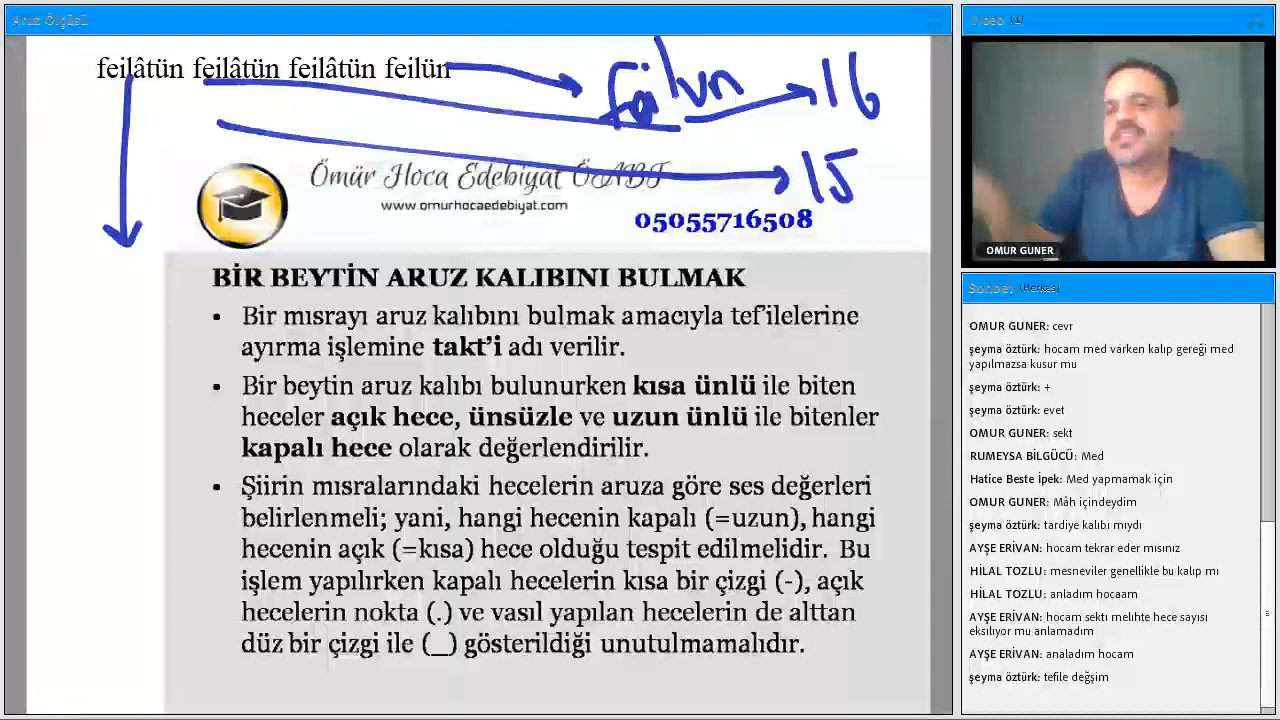 Aruz Ölçüsü
feilâtün feilâtün feilâtün feilün
fa'lün
16
15
Ömür Hoca Edebiyat ÖABT
www.omurhocaedebiyat.com
05055716508
BİR BEYTİN ARUZ KALIBINI BULMAK
• Bir mısrayı aruz kalıbını bulmak amacıyla tef'ilelerine
ayırma işlemine takt'i adı verilir.
• Bir beytin aruz kalıbı bulunurken kısa ünlü ile biten
heceler açık hece, ünsüzle ve uzun ünlü ile bitenler
kapalı hece olarak değerlendirilir.
• Şiirin mısralarındaki hecelerin aruza göre ses değerleri
belirlenmeli; yani, hangi hecenin kapalı (=uzun), hangi
hecenin açık (=kısa) hece olduğu tespit edilmelidir. Bu
işlem yapılırken kapalı hecelerin kısa bir çizgi (-), açık
hecelerin nokta (.) ve vasıl yapılan hecelerin de alttan
düz bir çizgi ile (_) gösterildiği unutulmamalıdır.
Video (1)
OMUR GUNER
Sohbet (Herkes)
OMUR GUNER: cevr
şeyma öztürk: hocam med varken kalıp gereği med
yapılmazsa kusur mu
şeyma öztürk: +
şeyma öztürk: evet
OMUR GUNER: sekt
RUMEYSA BİLGÜCÜ: Med
Hatice Beste İpek: Med yapmamak için
OMUR GUNER: Mâh içindeydim
şeyma öztürk: tardiye kalıbı mıydı
AYŞE ERİVAN: hocam tekrar eder mısınız
HİLAL TOZLU: mesneviler genellikle bu kalıp mı
HİLAL TOZLU: anladım hocaam
AYŞE ERİVAN: hocam sektı melıhte hece sayısı
eksılıyor mu anlamadım
AYŞE ERİVAN: analadım hocam
şeyma öztürk: tefile değşim